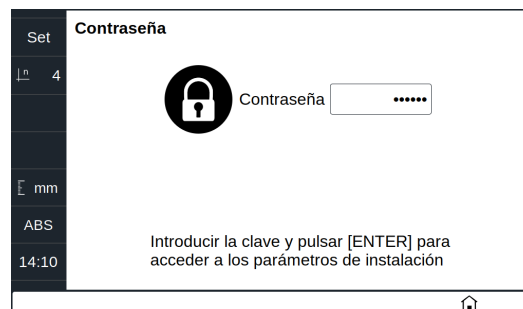 Set
Contraseña
n 4
Contraseña ••••••
mm
ABS
Introducir la clave y pulsar [ENTER] para
14:10
acceder a los parámetros de instalación